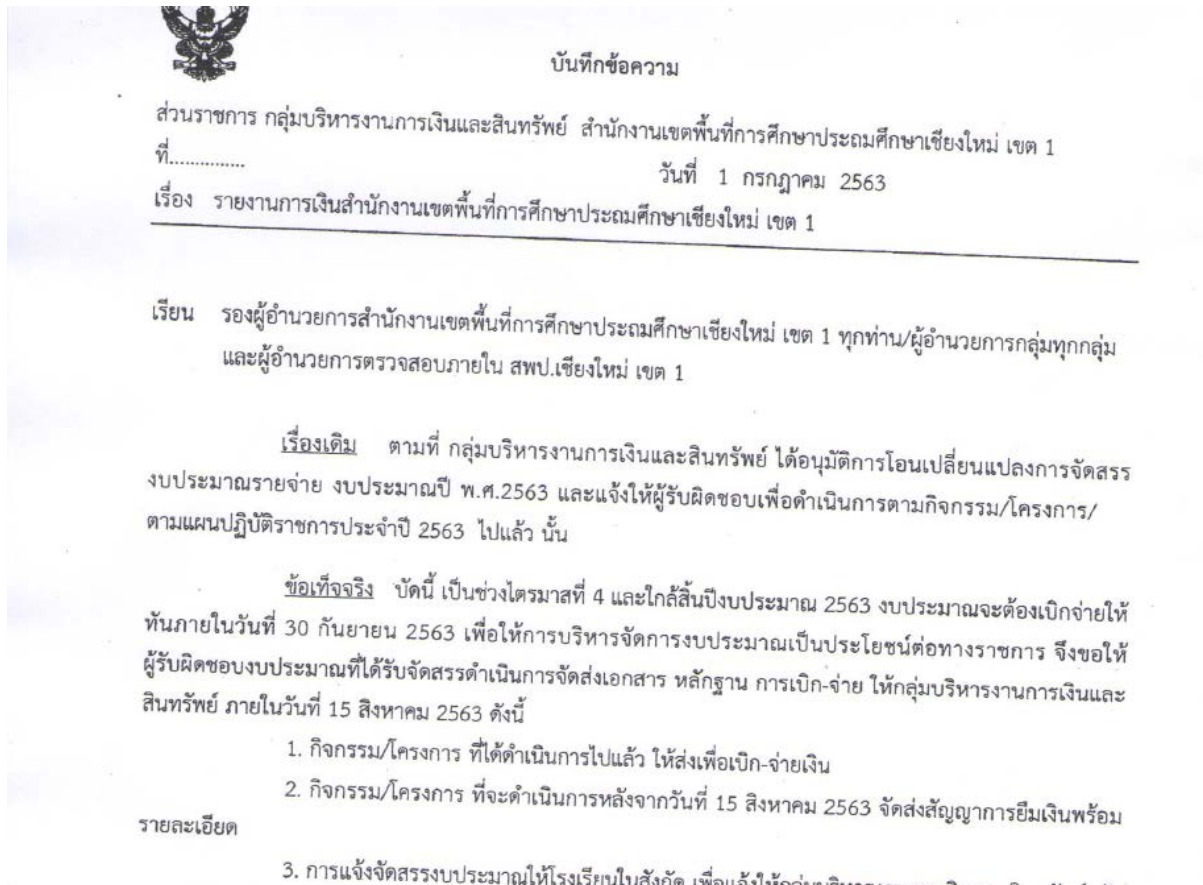 บันทึกข้อความ
ส่วนราชการ กลุ่มบริหารงานการเงินและสินทรัพย์ สำนักงานเขตพื้นที่การศึกษาประถมศึกษาเชียงใหม่ เขต 1
ที่............... วันที่ 1 กรกฎาคม 2563
เรื่อง รายงานการเงินสำนักงานเขตพื้นที่การศึกษาประถมศึกษาเชียงใหม่ เขต 1
เรียน รองผู้อำนวยการสำนักงานเขตพื้นที่การศึกษาประถมศึกษาเชียงใหม่ เขต 1 ทุกท่าน/ผู้อำนวยการกลุ่มทุกกลุ่ม
และผู้อำนวยการตรวจสอบภายใน สพป.เชียงใหม่ เขต 1
เรื่องเดิม ตามที่ กลุ่มบริหารงานการเงินและสินทรัพย์ ได้อนุมัติการโอนเปลี่ยนแปลงการจัดสรร
งบประมาณรายจ่าย งบประมาณปี พ.ศ.2563 และแจ้งให้ผู้รับผิดชอบเพื่อดำเนินการตามกิจกรรม/โครงการ/
ตามแผนปฏิบัติราชการประจำปี 2563 ไปแล้ว นั้น
ข้อเท็จจริง บัดนี้ เป็นช่วงไตรมาสที่ 4 และใกล้สิ้นปีงบประมาณ 2563 งบประมาณจะต้องเบิกจ่ายให้
ทันภายในวันที่ 30 กันยายน 2563 เพื่อให้การบริหารจัดการงบประมาณเป็นประโยชน์ต่อทางราชการ จึงขอให้
ผู้รับผิดชอบงบประมาณที่ได้รับจัดสรรดำเนินการจัดส่งเอกสาร หลักฐาน การเบิก-จ่าย ให้กลุ่มบริหารงานการเงินและ
สินทรัพย์ ภายในวันที่ 15 สิงหาคม 2563 ดังนี้
1. กิจกรรม/โครงการ ที่ได้ดำเนินการไปแล้ว ให้ส่งเพื่อเบิก-จ่ายเงิน
2. กิจกรรม/โครงการ ที่จะดำเนินการหลังจากวันที่ 15 สิงหาคม 2563 จัดส่งสัญญาการยืมเงินพร้อม
รายละเอียด
3. การแจ้งจัดสรรงบประมาณให้โรงเรียนในสังกัด